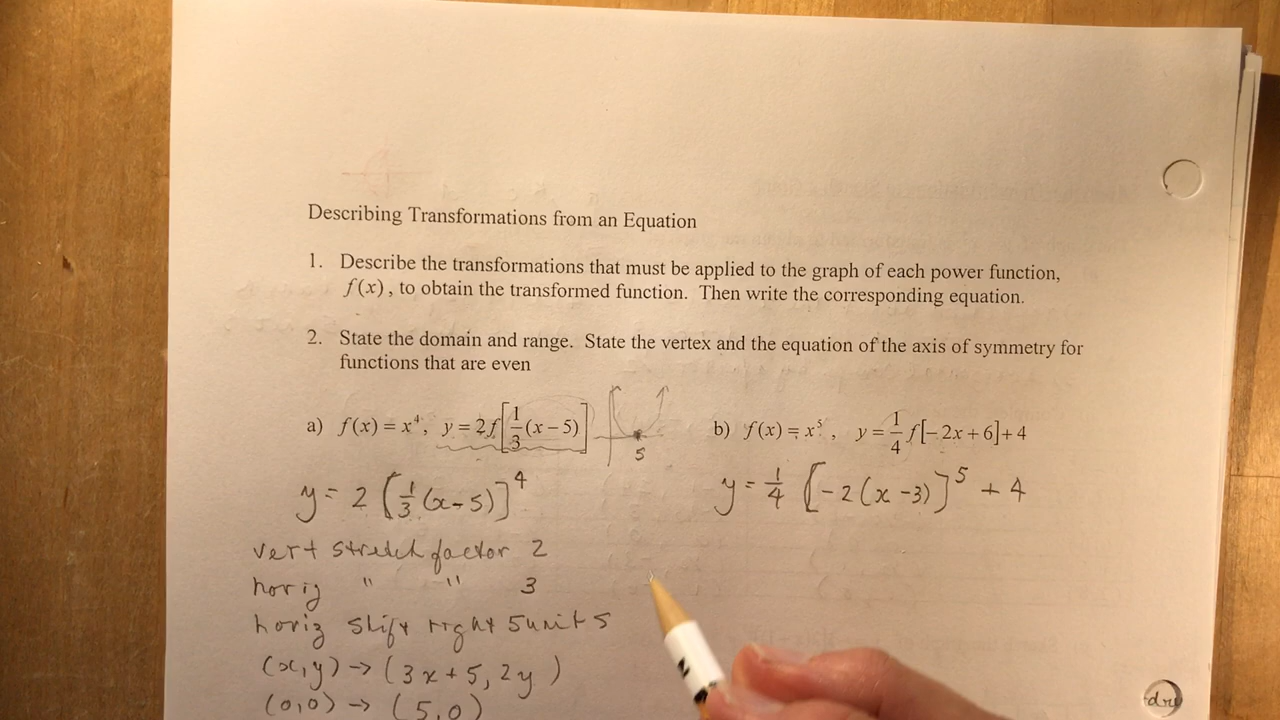 Describing Transformations from an Equation
1. Describe the transformations that must be applied to the graph of each power function,
f(x), to obtain the transformed function. Then write the corresponding equation.
2. State the domain and range. State the vertex and the equation of the axis of symmetry for
functions that are even
a) f(x) = x⁴, y = 2f[1/3(x − 5)]
5
y = 2 [1/3 (x-5)]⁴
vert stretch factor 2
horiz " " 3
horiz shift right 5 units
(x,y) → (3x+5, 2y)
(0,0) → (5,0)
b) f(x) = x⁵, y = 1/4 f[−2x + 6] + 4
y = 1/4 [-2(x-3)]⁵ + 4